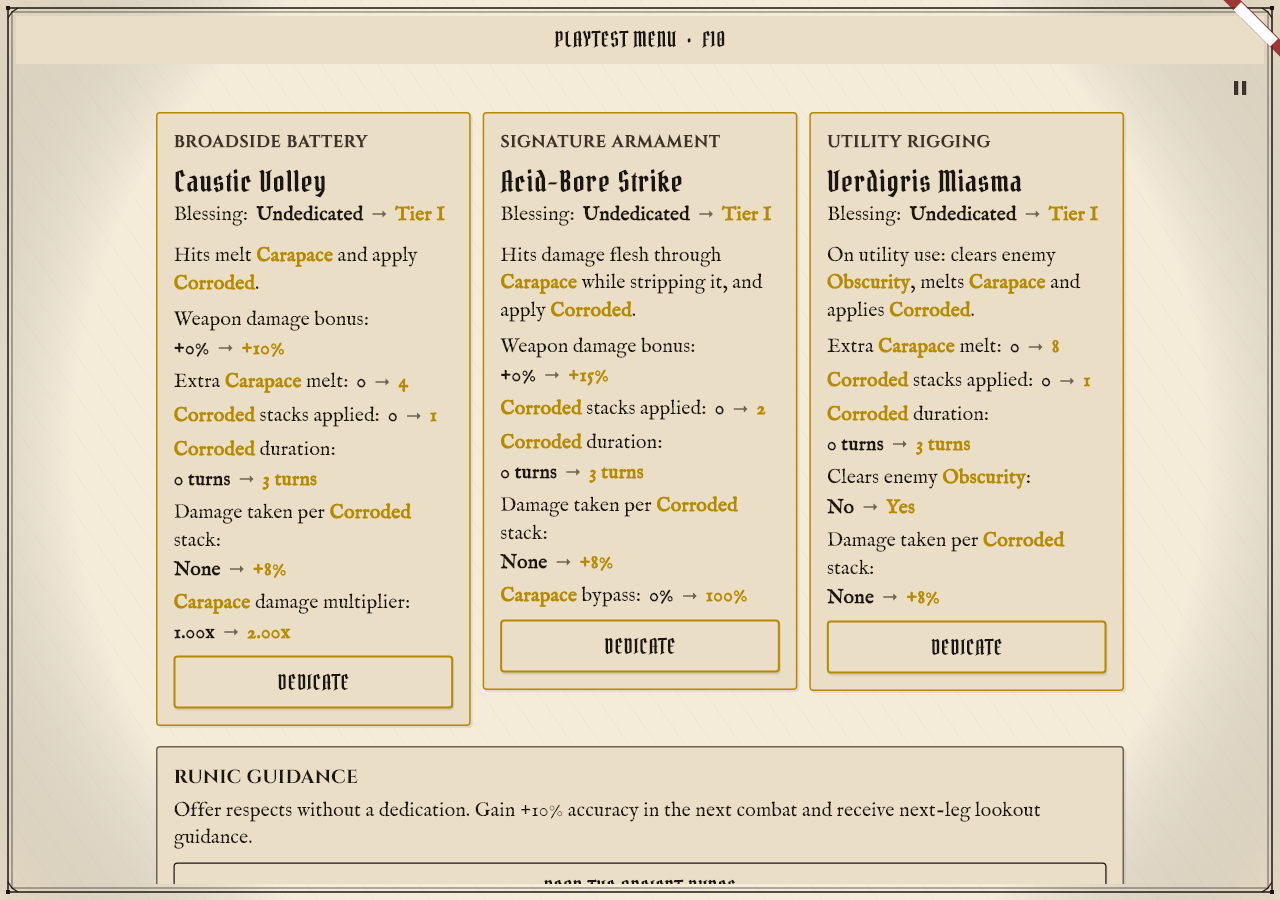 PLAYTEST MENU · F10
BROADSIDE BATTERY
Caustic Volley
Blessing: Undedicated → Tier I
Hits melt Carapace and apply
Corroded.
Weapon damage bonus:
+0% → +10%
Extra Carapace melt: 0 → 4
Corroded stacks applied: 0 → 1
Corroded duration:
0 turns → 3 turns
Damage taken per Corroded
stack:
None → +8%
Carapace damage multiplier:
1.00x → 2.00x
DEDICATE
SIGNATURE ARMAMENT
Acid-Bore Strike
Blessing: Undedicated → Tier I
Hits damage flesh through
Carapace while stripping it, and
apply Corroded.
Weapon damage bonus:
+0% → +15%
Corroded stacks applied: 0 → 2
Corroded duration:
0 turns → 3 turns
Damage taken per Corroded
stack:
None → +8%
Carapace bypass: 0% → 100%
DEDICATE
UTILITY RIGGING
Verdigris Miasma
Blessing: Undedicated → Tier I
On utility use: clears enemy
Obscurity, melts Carapace and
applies Corroded.
Extra Carapace melt: 0 → 8
Corroded stacks applied: 0 → 1
Corroded duration:
0 turns → 3 turns
Clears enemy Obscurity:
No → Yes
Damage taken per Corroded
stack:
None → +8%
DEDICATE
RUNIC GUIDANCE
Offer respects without a dedication. Gain +10% accuracy in the next combat and receive next-leg lookout
guidance.